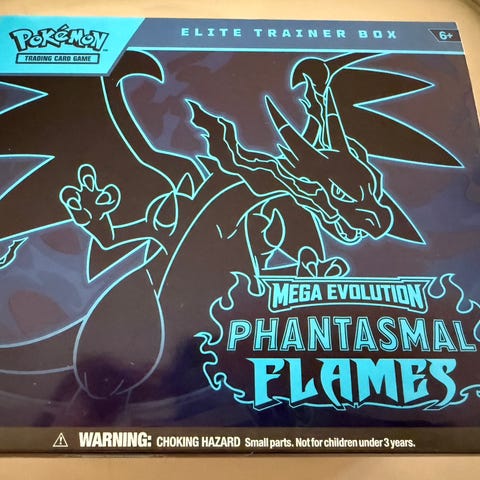 POKéMON
TRADING CARD GAME
ELITE TRAINER BOX
6+
MEGA EVOLUTION
PHANTASMAL
FLAMES
WARNING: CHOKING HAZARD Small parts. Not for children under 3 years.